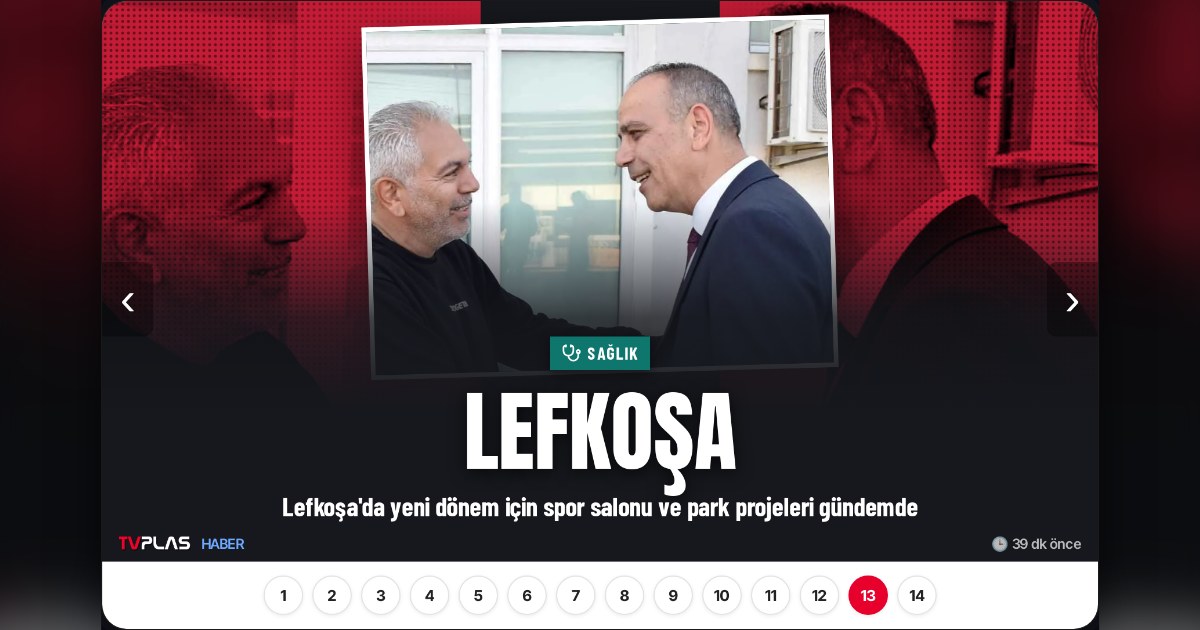 SAĞLIK
LEFKOŞA
Lefkoşa'da yeni dönem için spor salonu ve park projeleri gündemde
TVPLAS HABER
39 dk önce
1 2 3 4 5 6 7 8 9 10 11 12 13 14